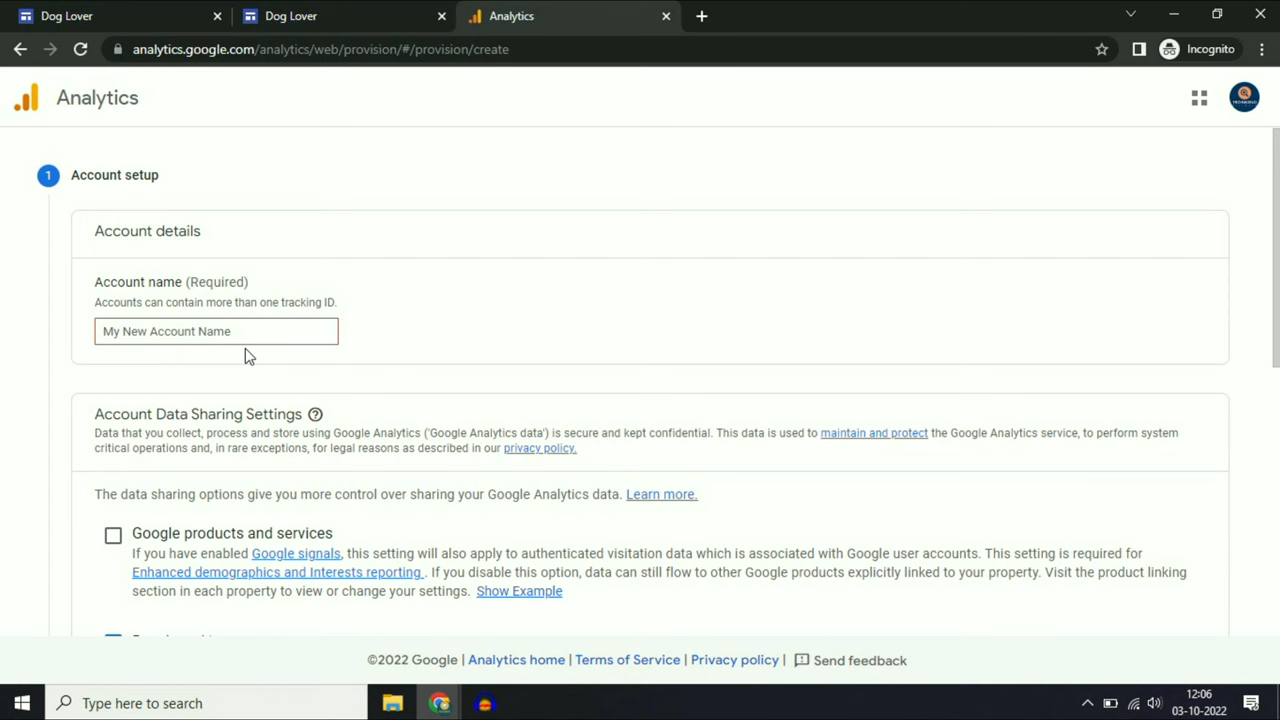 Dog Lover
Dog Lover
Analytics
analytics.google.com/analytics/web/provision/#/provision/create
Incognito
Analytics
1 Account setup
Account details
Account name (Required)
Accounts can contain more than one tracking ID.
My New Account Name
Account Data Sharing Settings
Data that you collect, process and store using Google Analytics ('Google Analytics data') is secure and kept confidential. This data is used to maintain and protect the Google Analytics service, to perform system
critical operations and, in rare exceptions, for legal reasons as described in our privacy policy.
The data sharing options give you more control over sharing your Google Analytics data. Learn more.
Google products and services
If you have enabled Google signals, this setting will also apply to authenticated visitation data which is associated with Google user accounts. This setting is required for
Enhanced demographics and Interests reporting . If you disable this option, data can still flow to other Google products explicitly linked to your property. Visit the product linking
section in each property to view or change your settings. Show Example
©2022 Google | Analytics home | Terms of Service | Privacy policy | Send feedback
Type here to search
12:06
03-10-2022